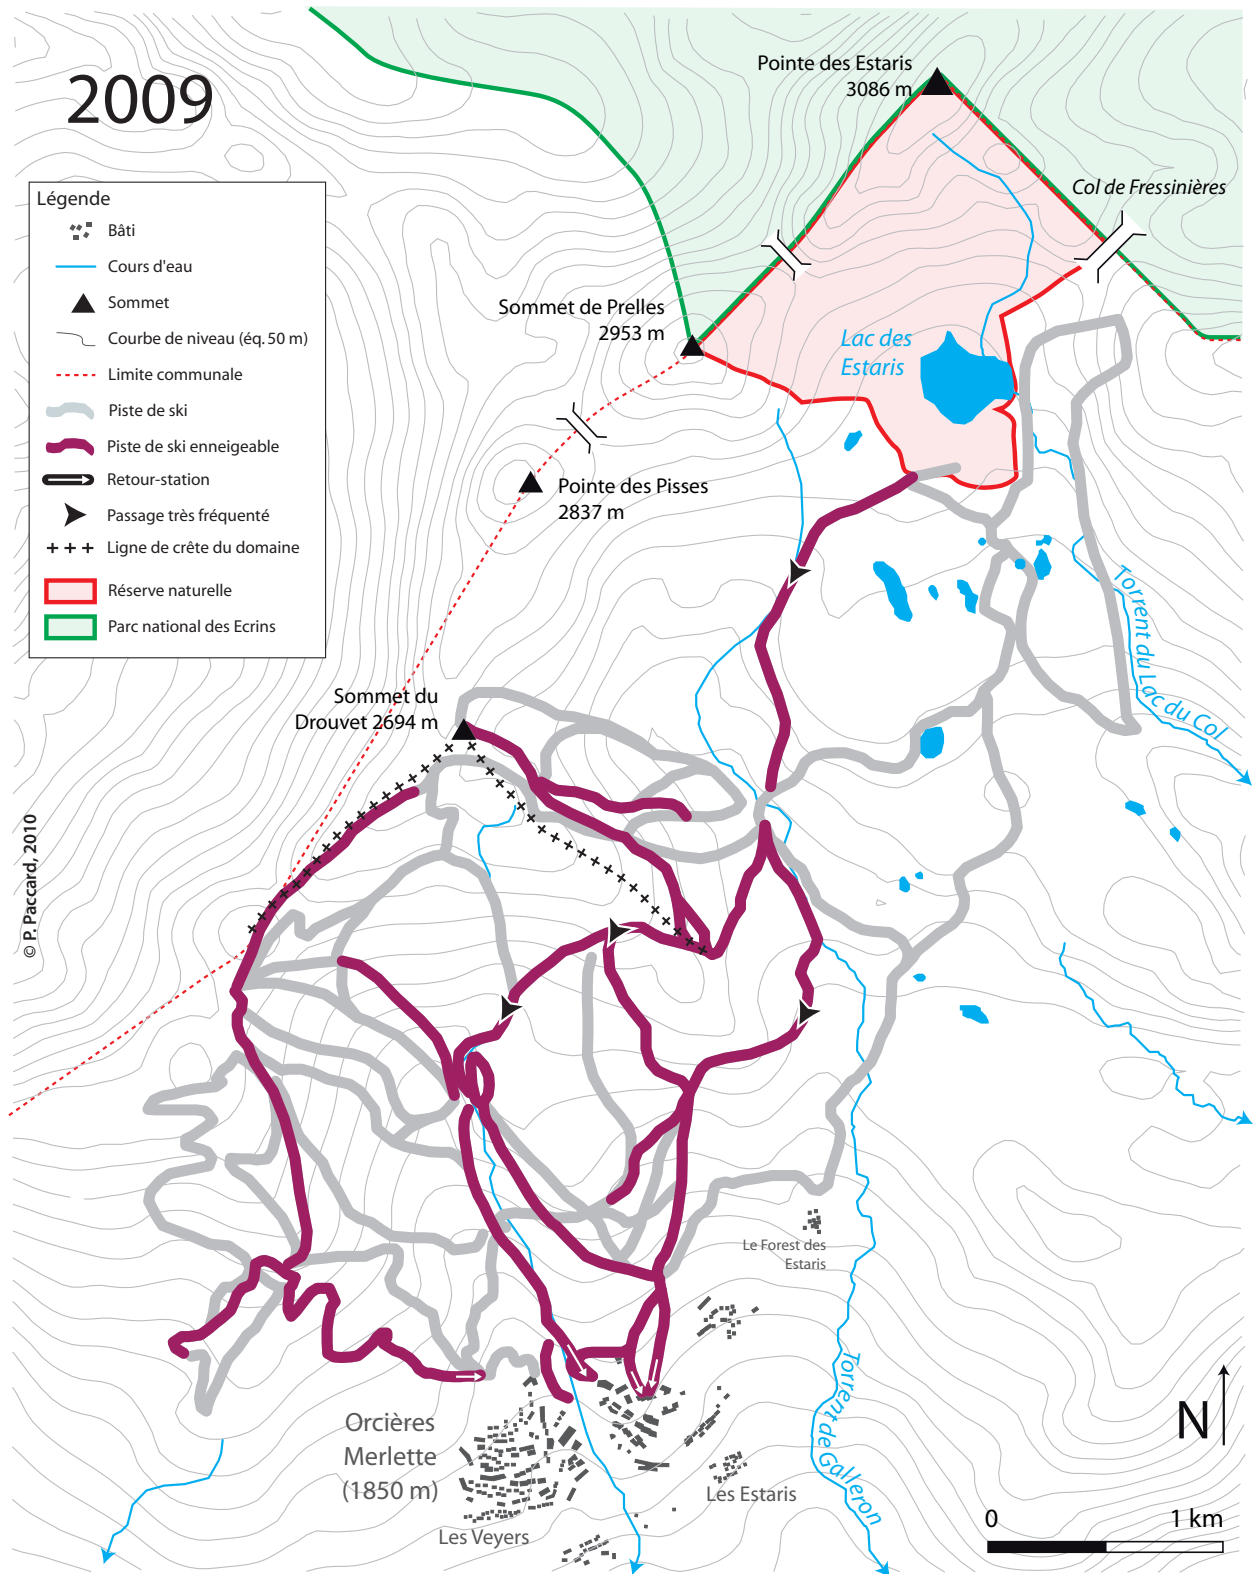 2009
Pointe des Estaris
3086 m
Col de Fressinières
Légende
Bâti
Cours d'eau
Sommet
Courbe de niveau (éq. 50 m)
Limite communale
Piste de ski
Piste de ski enneigeable
Retour-station
Passage très fréquenté
Ligne de crête du domaine
Réserve naturelle
Parc national des Ecrins
Sommet de Prelles
2953 m
Lac des
Estaris
Pointe des Pisses
2837 m
Torrent du Lac du Col
Sommet du
Drouvet 2694 m
© P. Paccard, 2010
Le Forest des
Estaris
Torrent de Galleron
Orcières
Merlette
(1850 m)
Les Estaris
Les Veyers
N
0 1 km